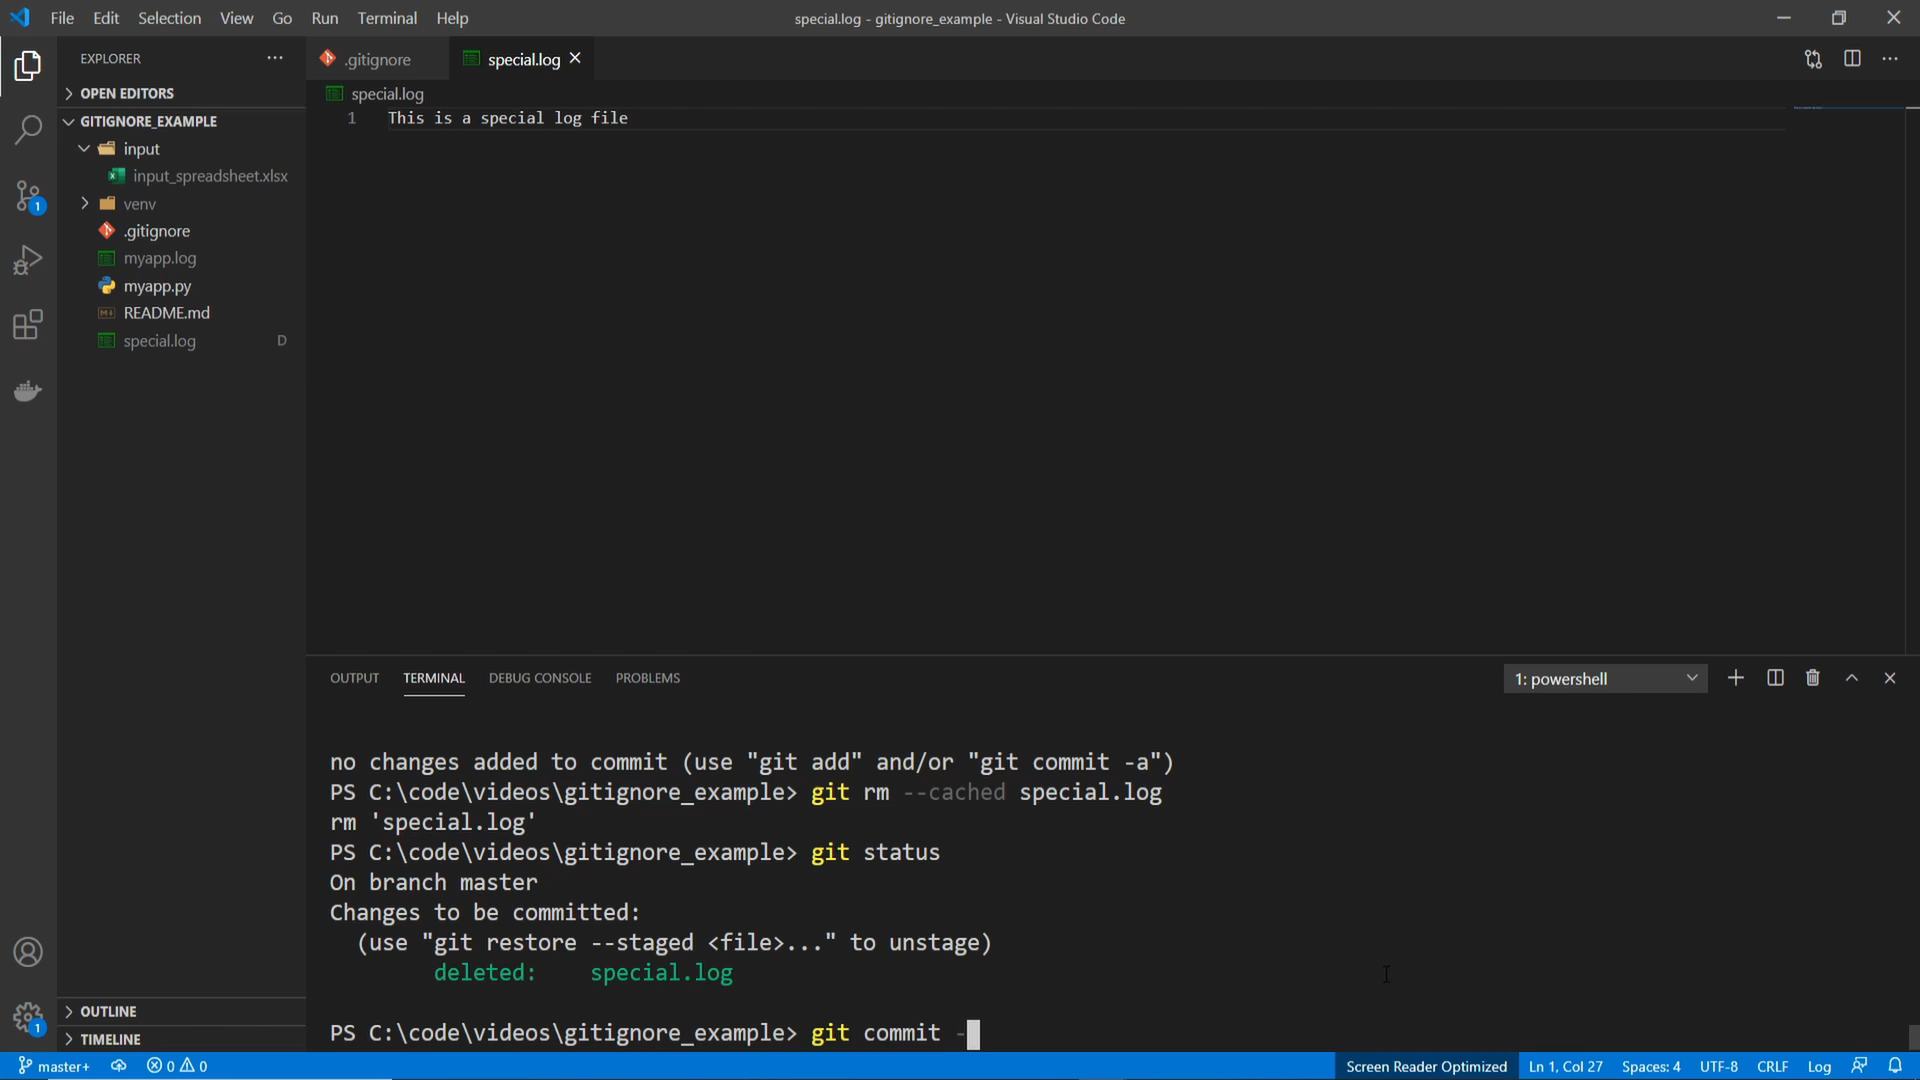 File Edit Selection View Go Run Terminal Help
special.log - gitignore_example - Visual Studio Code
EXPLORER
OPEN EDITORS
GITIGNORE_EXAMPLE
input
input_spreadsheet.xlsx
venv
.gitignore
myapp.log
myapp.py
README.md
special.log D
OUTLINE
TIMELINE
1
1
.gitignore special.log
special.log
1 This is a special log file
OUTPUT TERMINAL DEBUG CONSOLE PROBLEMS
1: powershell
no changes added to commit (use "git add" and/or "git commit -a")
PS C:\code\videos\gitignore_example> git rm --cached special.log
rm 'special.log'
PS C:\code\videos\gitignore_example> git status
On branch master
Changes to be committed:
(use "git restore --staged <file>..." to unstage)
deleted: special.log
PS C:\code\videos\gitignore_example> git commit -
master+ 0 0 Screen Reader Optimized Ln 1, Col 27 Spaces: 4 UTF-8 CRLF Log